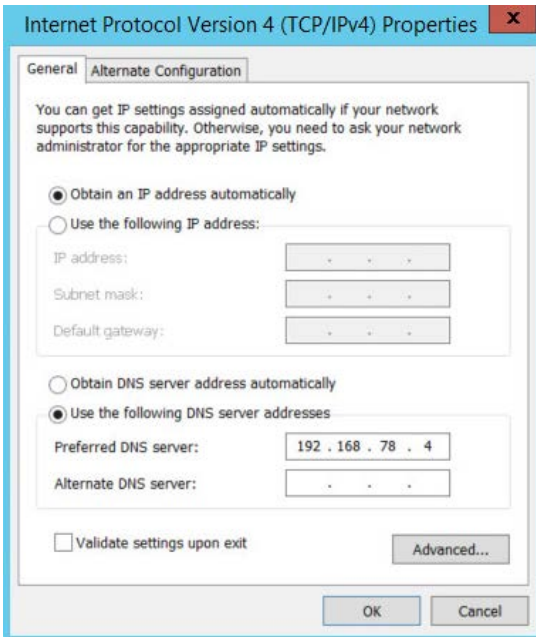 Internet Protocol Version 4 (TCP/IPv4) Properties
x
General
Alternate Configuration
You can get IP settings assigned automatically if your network
supports this capability. Otherwise, you need to ask your network
administrator for the appropriate IP settings.
Obtain an IP address automatically
Use the following IP address:
IP address:
Subnet mask:
Default gateway:
Obtain DNS server address automatically
Use the following DNS server addresses
Preferred DNS server: 192 . 168 . 78 . 4
Alternate DNS server:
Validate settings upon exit
Advanced...
OK
Cancel